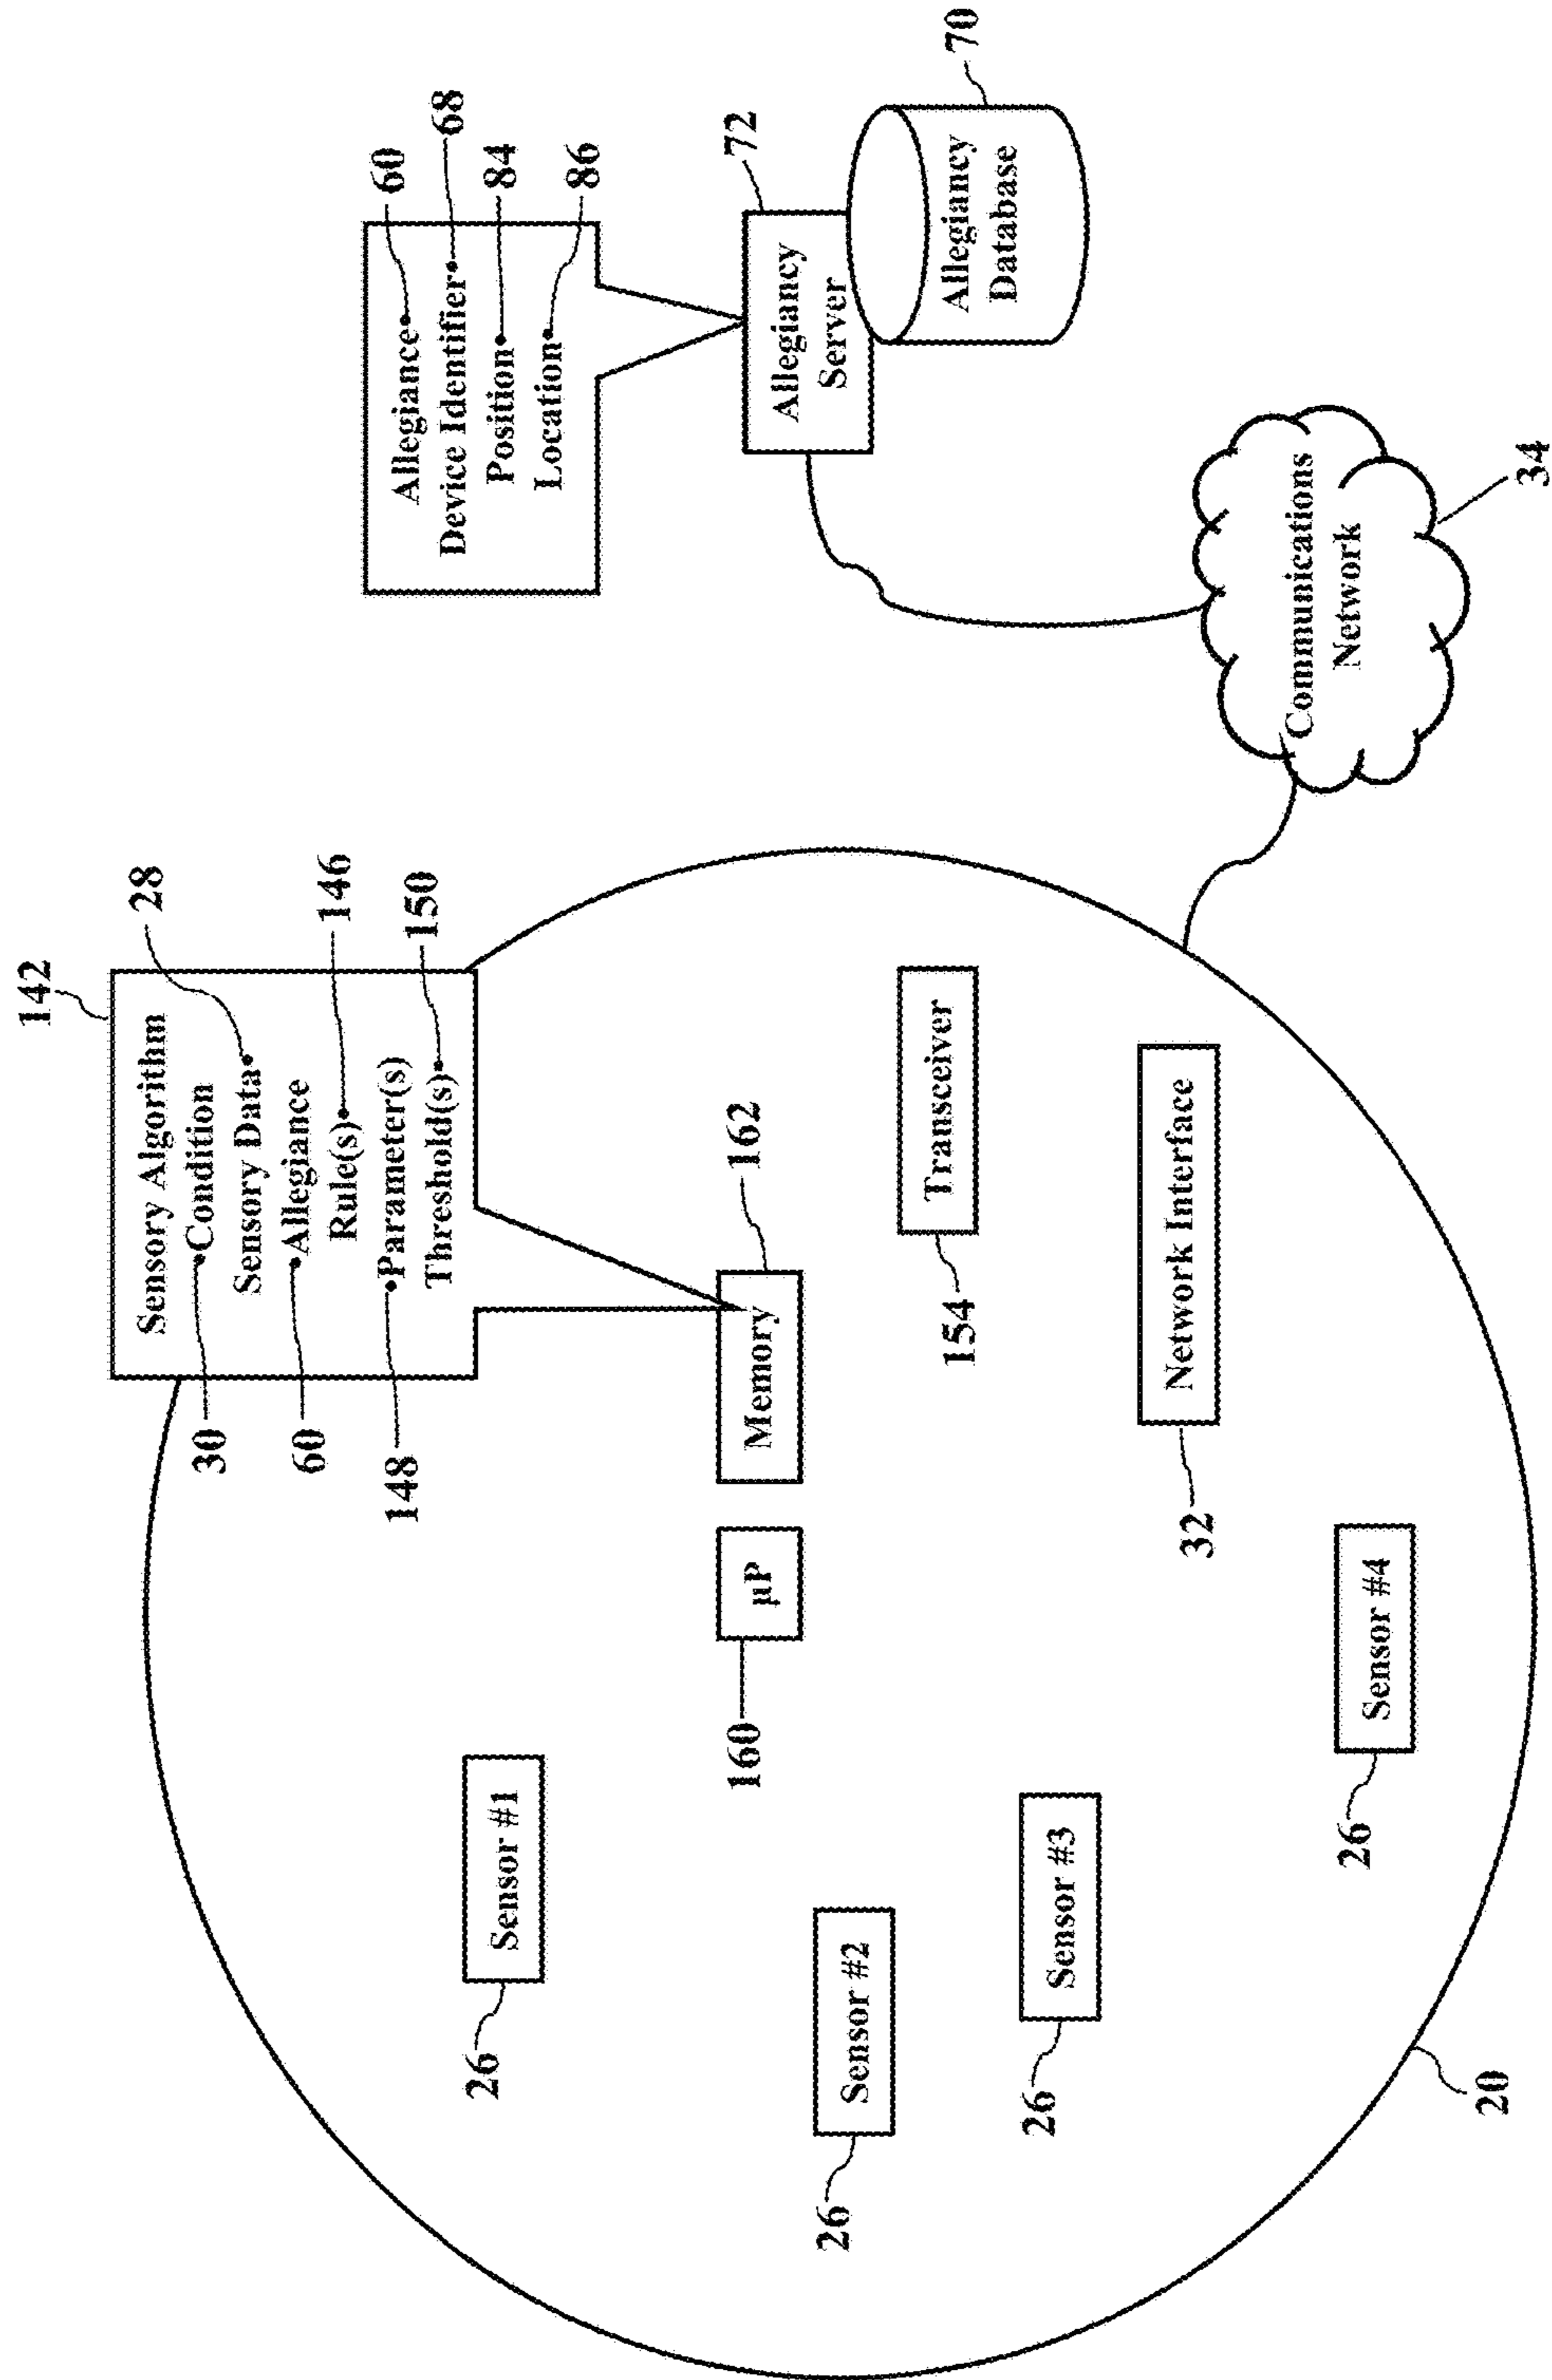 142
Sensory Algorithm
30
Condition
28
Sensory Data
60
Allegiance
146
Rule(s)
148
Parameter(s)
150
Threshold(s)
Sensor #1
26
160
µP
Memory
162
Sensor #2
26
Transceiver
154
Sensor #3
26
Network Interface
32
Sensor #4
26
20
60
Allegiance
68
Device Identifier
84
Position
86
Location
72
Allegiancy
Server
Allegiancy
Database
70
Communications
Network
34